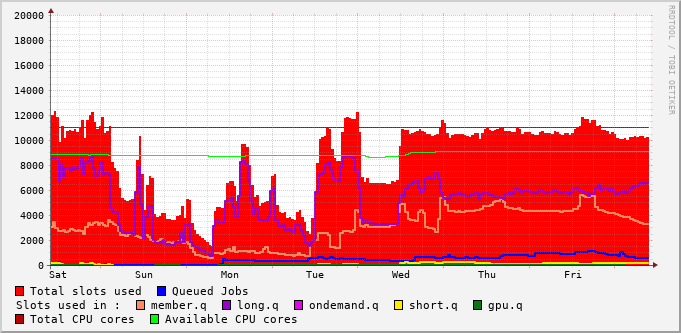 RRDTOOL / TOBI OETIKER
20000
18000
16000
14000
12000
10000
8000
6000
4000
2000
0
Sat Sun Mon Tue Wed Thu Fri
Total slots used Queued Jobs
Slots used in : member.q long.q ondemand.q short.q gpu.q
Total CPU cores Available CPU cores